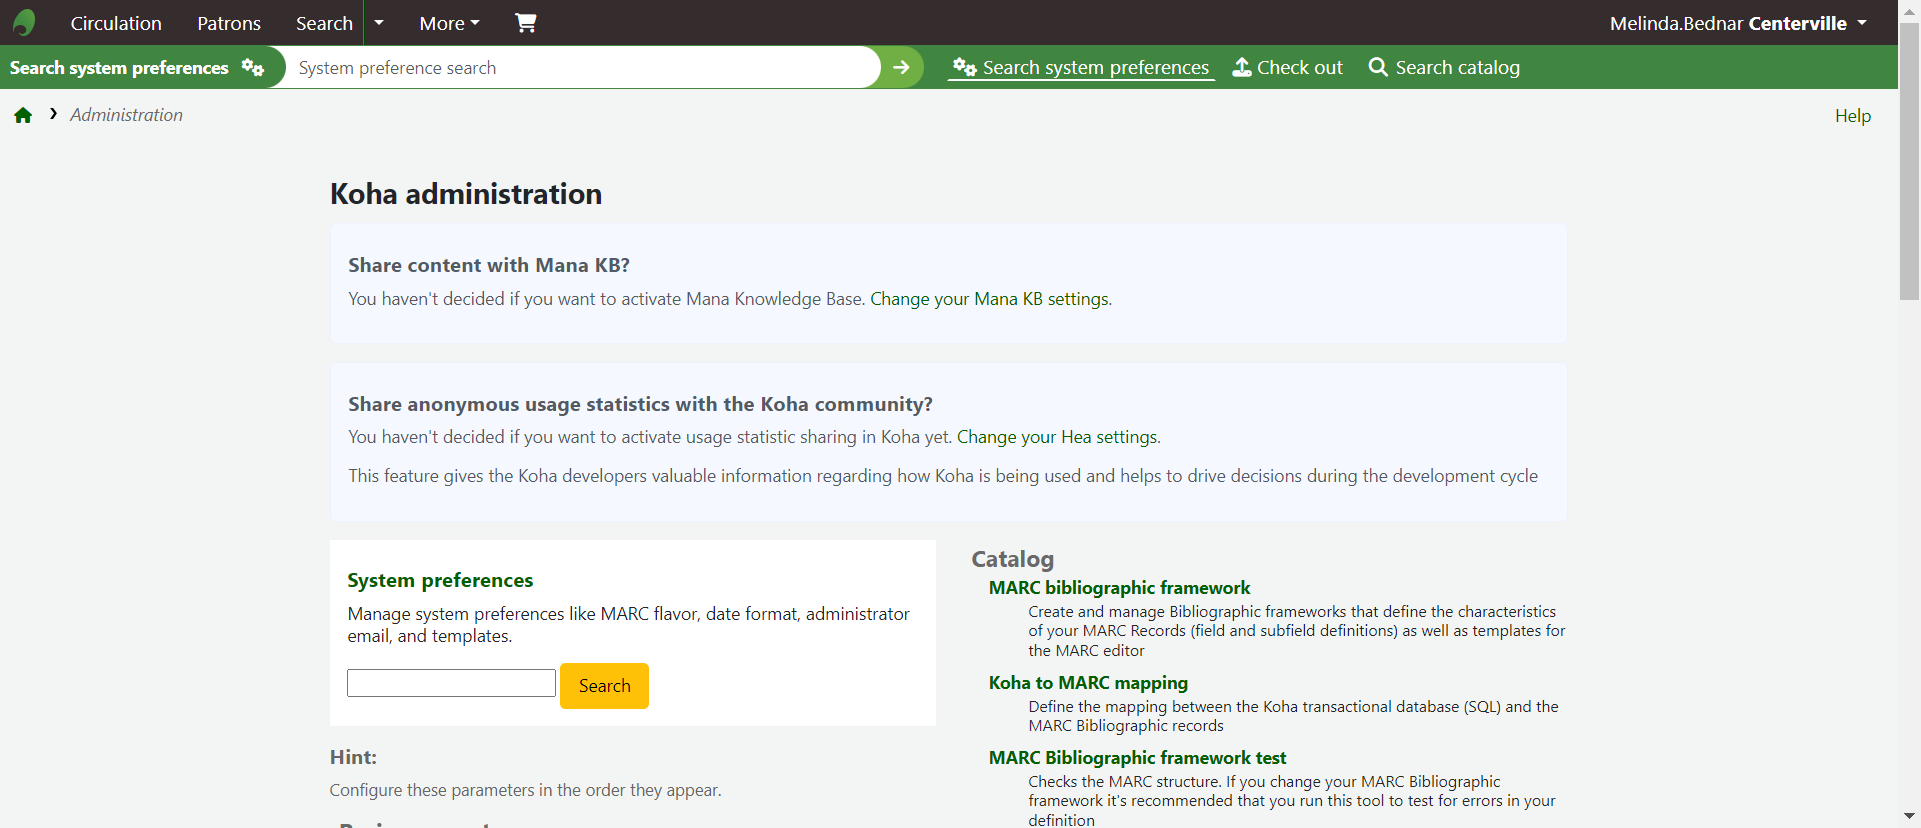 Circulation Patrons Search More Melinda.Bednar Centerville
Search system preferences System preference search Search system preferences Check out Search catalog
Administration Help
Koha administration
Share content with Mana KB?
You haven't decided if you want to activate Mana Knowledge Base. Change your Mana KB settings.
Share anonymous usage statistics with the Koha community?
You haven't decided if you want to activate usage statistic sharing in Koha yet. Change your Hea settings.
This feature gives the Koha developers valuable information regarding how Koha is being used and helps to drive decisions during the development cycle
System preferences
Manage system preferences like MARC flavor, date format, administrator
email, and templates.
Search
Hint:
Configure these parameters in the order they appear.
Catalog
MARC bibliographic framework
Create and manage Bibliographic frameworks that define the characteristics
of your MARC Records (field and subfield definitions) as well as templates for
the MARC editor
Koha to MARC mapping
Define the mapping between the Koha transactional database (SQL) and the
MARC Bibliographic records
MARC Bibliographic framework test
Checks the MARC structure. If you change your MARC Bibliographic
framework it's recommended that you run this tool to test for errors in your
definition